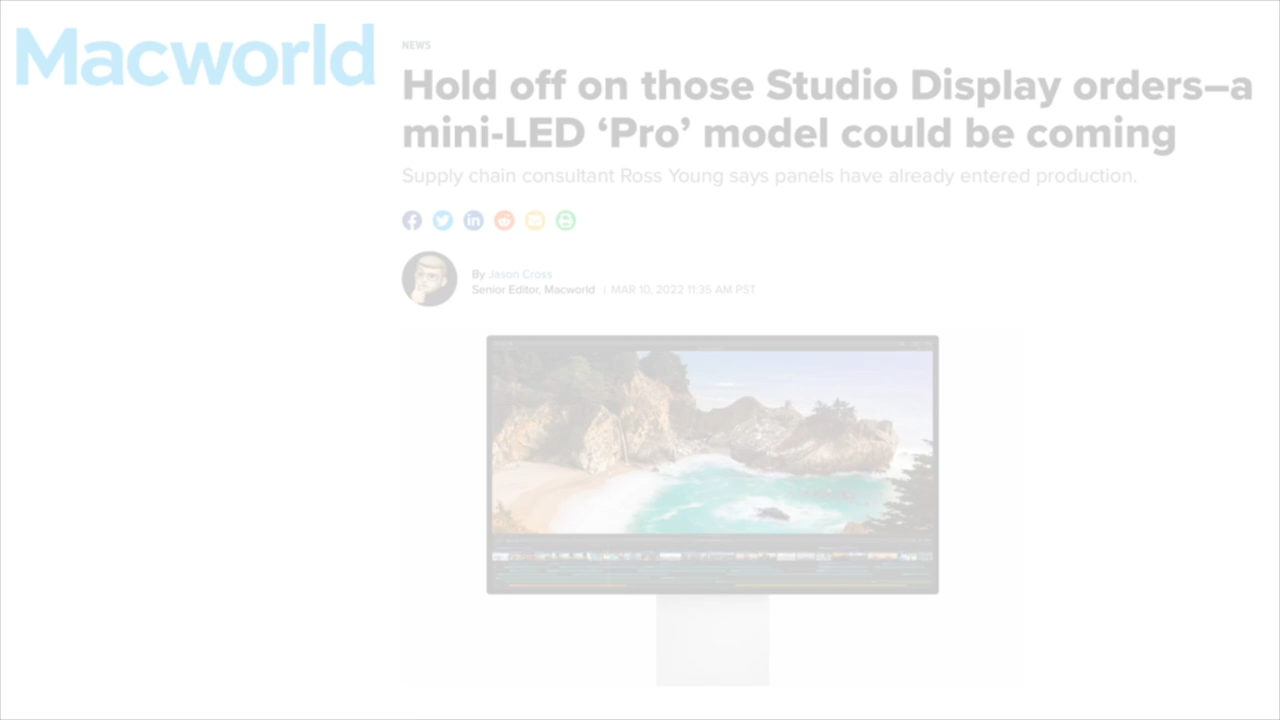 Macworld
NEWS
Hold off on those Studio Display orders—a
mini-LED ‘Pro’ model could be coming
Supply chain consultant Ross Young says panels have already entered production.
By Jason Cross
Senior Editor, Macworld | MAR 10, 2022 11:35 AM PST